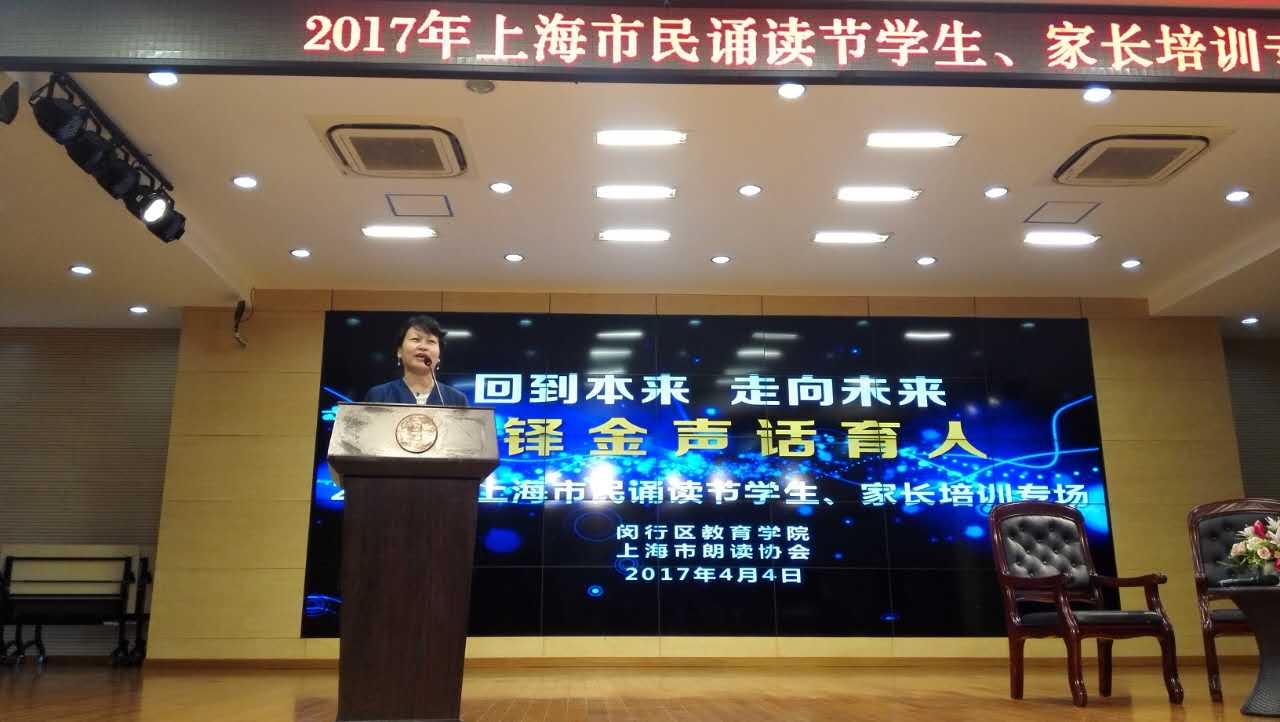 2017年上海市民诵读节学生、家长培训
回到本来 走向未来
铎金声话育人
上海市民诵读节学生、家长培训专场
闵行区教育学院
上海市朗读协会
2017年4月4日